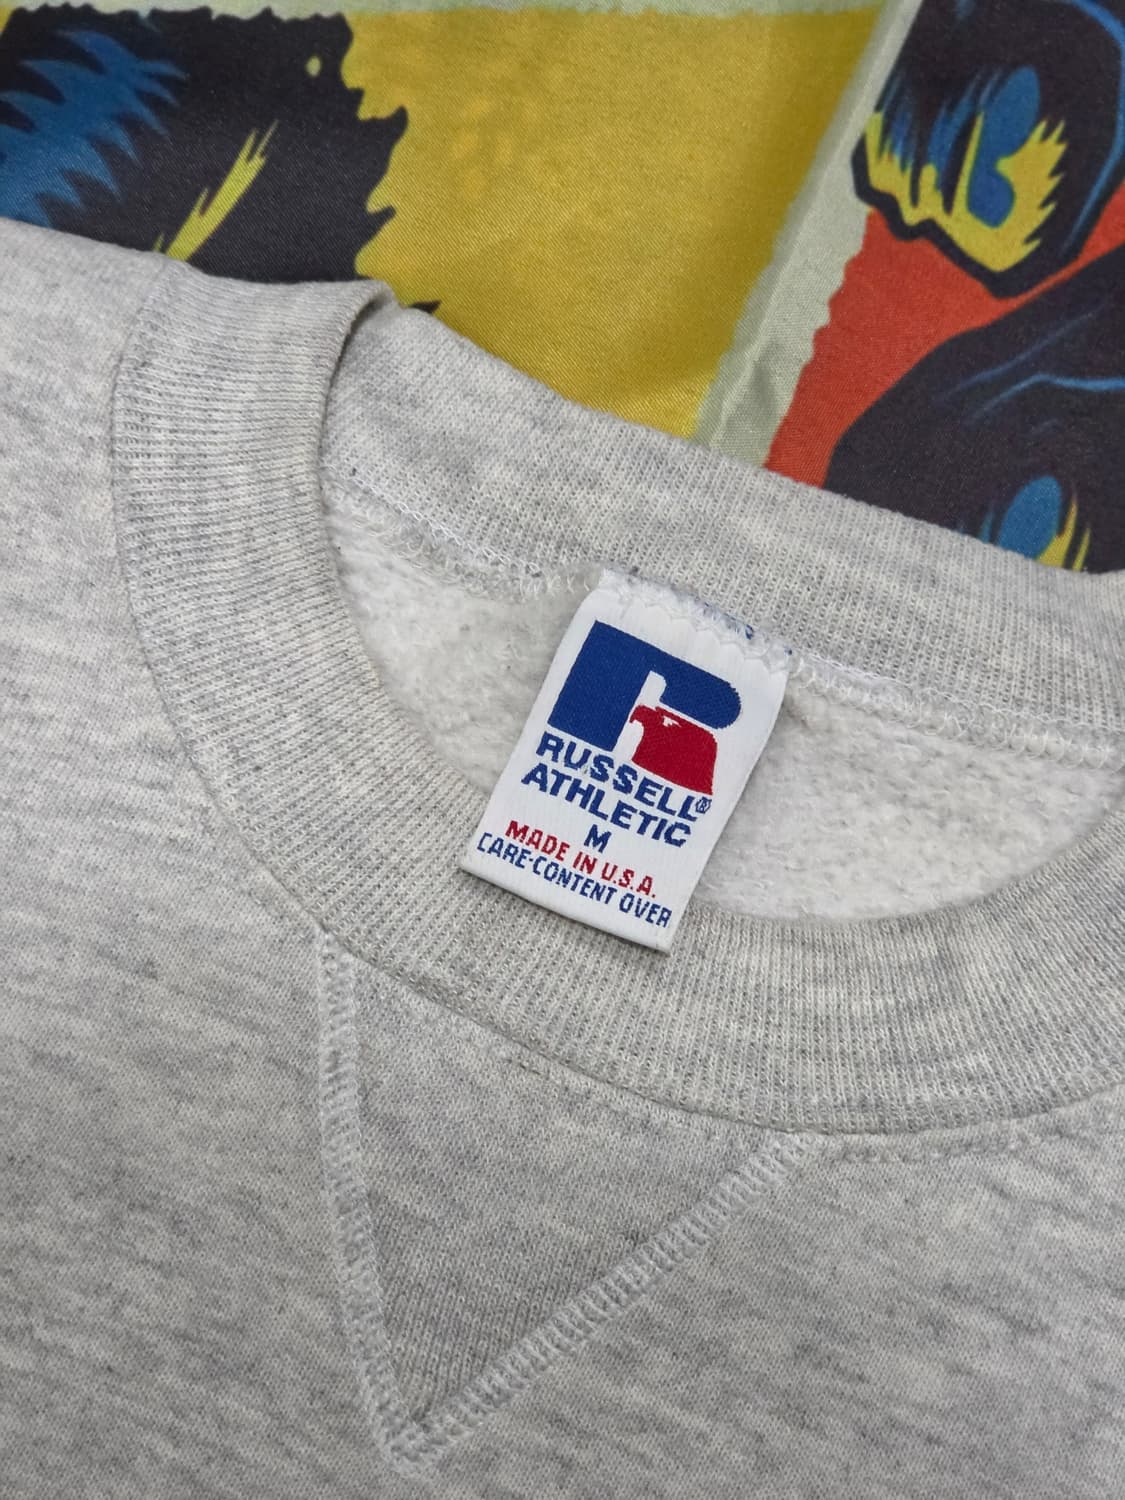 RUSSELL®
ATHLETIC
M
MADE IN U.S.A.
CARE-CONTENT OVER